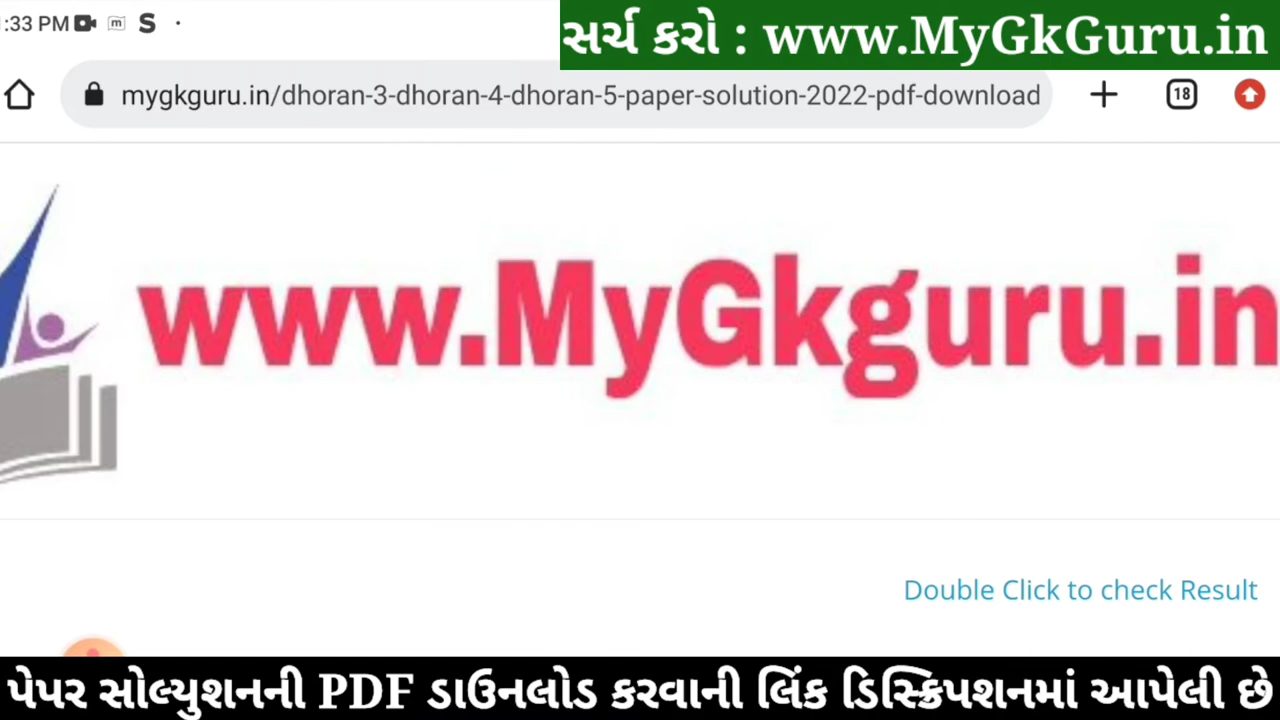 :33 PM m S
સર્ચ કરો : www.MyGkGuru.in
mygkguru.in/dhoran-3-dhoran-4-dhoran-5-paper-solution-2022-pdf-download
18
www.MyGkguru.in
Double Click to check Result
પેપર સોલ્યુશનની PDF ડાઉનલોડ કરવાની લિંક ડિસ્ક્રિપશનમાં આપેલી છે